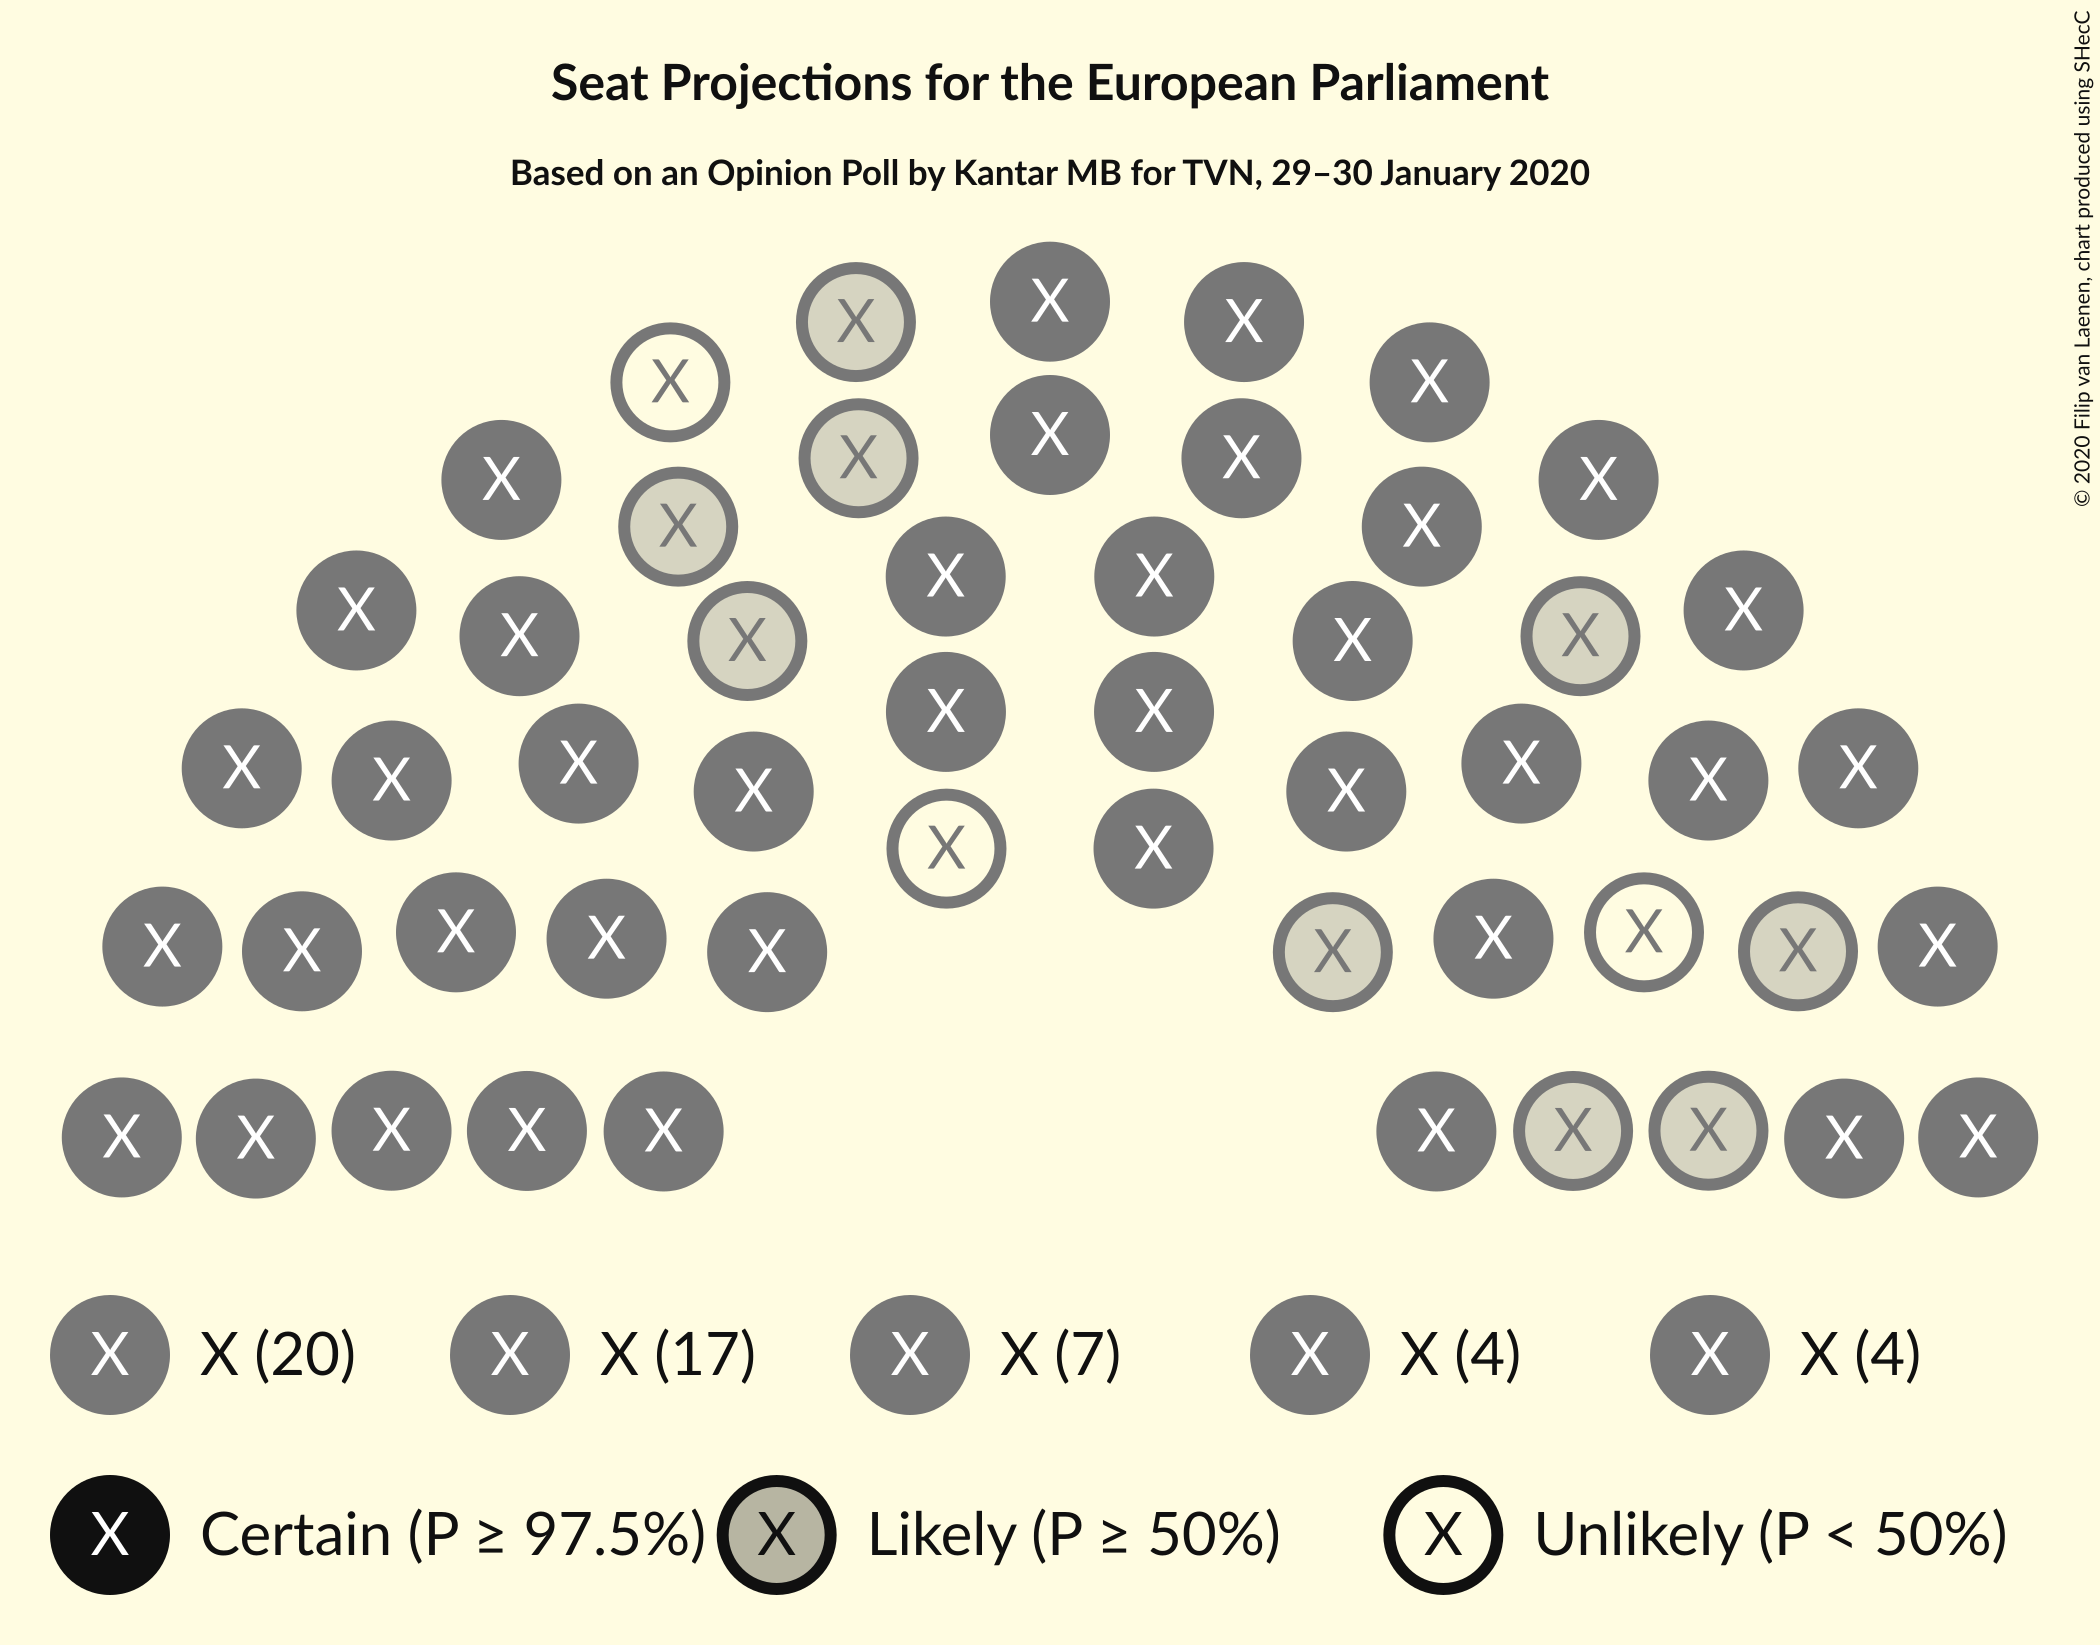 Seat Projections for the European Parliament
Based on an Opinion Poll by Kantar MB for TVN, 29–30 January 2020
© 2020 Filip van Laenen, chart produced using SHecC
X X X
X X
X X X
X X
X X
X X
X X
X X X X
X X
X X
X X
X X X X
X X
X X
X X
X X
X X
X X X X
X X X X
X X
X X X X X X
X X X X X X X X X X
X X (20) X X (17) X X (7) X X (4) X X (4)
X Certain (P ≥ 97.5%) X Likely (P ≥ 50%) X Unlikely (P < 50%)